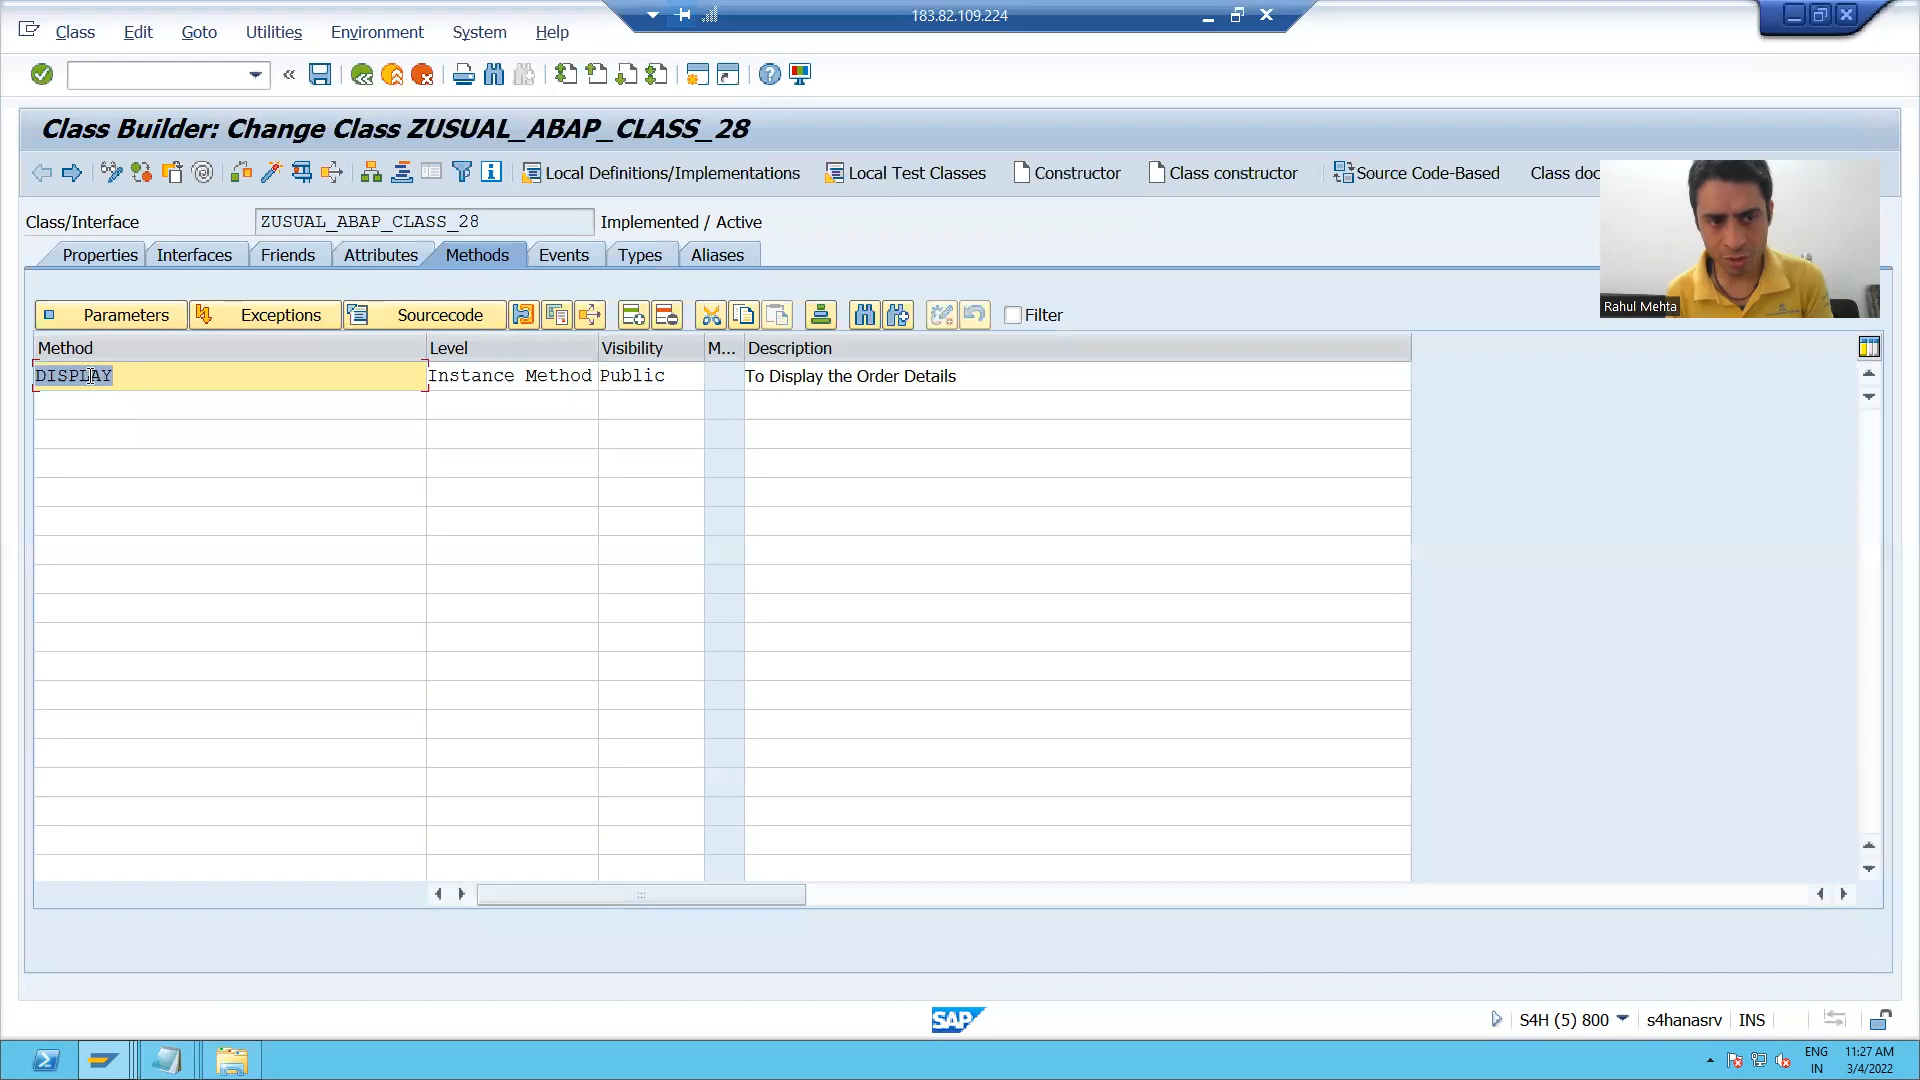 183.82.109.224
Class Edit Goto Utilities Environment System Help
Class Builder: Change Class ZUSUAL_ABAP_CLASS_28
Local Definitions/Implementations Local Test Classes Constructor Class constructor Source Code-Based Class doc
Class/Interface ZUSUAL_ABAP_CLASS_28 Implemented / Active
Properties Interfaces Friends Attributes Methods Events Types Aliases
Rahul Mehta
Parameters Exceptions Sourcecode Filter
Method Level Visibility M... Description
DISPLAY Instance Method Public To Display the Order Details
SAP
S4H (5) 800 s4hanasrv INS
ENG 11:27 AM
IN 3/4/2022